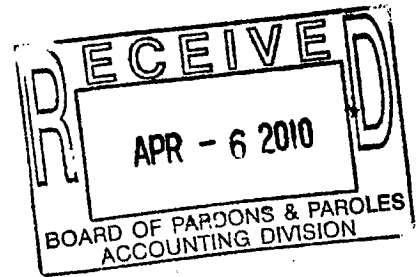 RECEIVED
APR - 6 2010
BOARD OF PARDONS & PAROLES
ACCOUNTING DIVISION